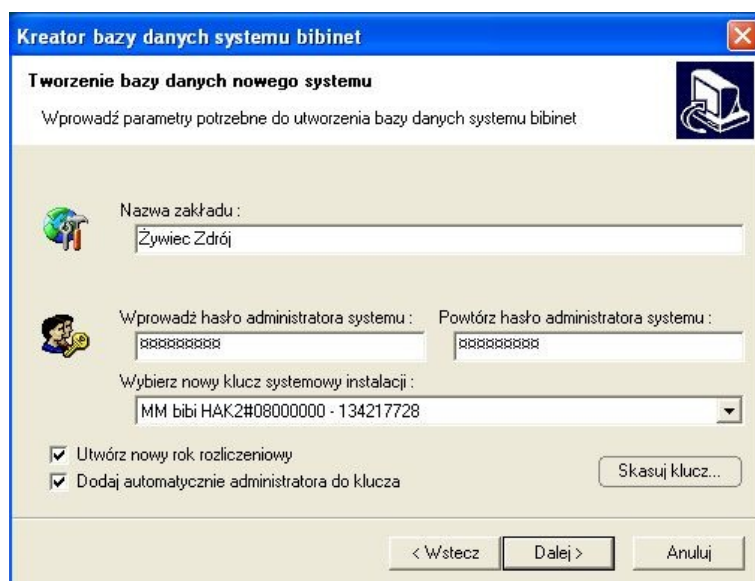 Kreator bazy danych systemu bibinet
Tworzenie bazy danych nowego systemu
Wprowadź parametry potrzebne do utworzenia bazy danych systemu bibinet
Nazwa zakładu :
Żywiec Zdrój
Wprowadź hasło administratora systemu : Powtórz hasło administratora systemu :
¤¤¤¤¤¤¤¤¤ ¤¤¤¤¤¤¤¤¤
Wybierz nowy klucz systemowy instalacji :
MM bibi HAK2#08000000 - 134217728
Utwórz nowy rok rozliczeniowy
Dodaj automatycznie administratora do klucza
Skasuj klucz...
< Wstecz Dalej > Anuluj